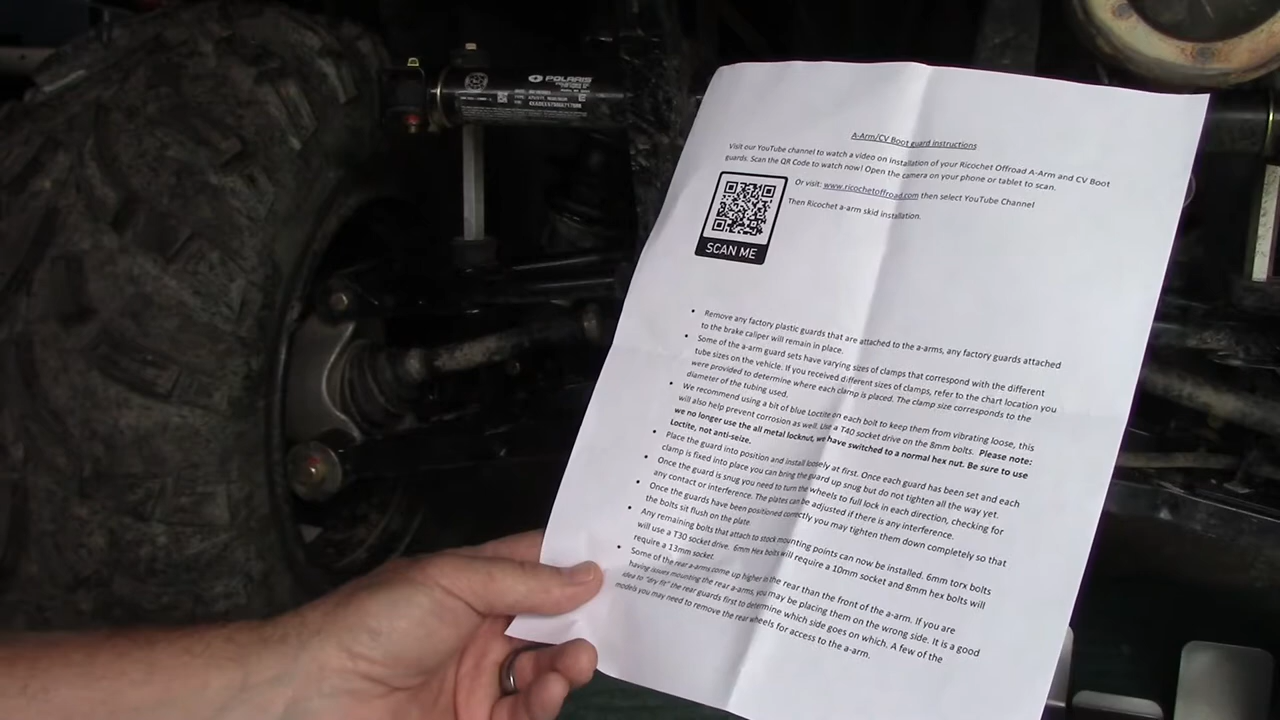 POLARIS
A-Arm/CV Boot guard instructions
Visit our YouTube channel to watch a video on installation of your Ricochet Offroad A-Arm and CV Boot
guards. Scan the QR Code to watch now! Open the camera on your phone or tablet to scan.
Or visit: www.ricochetoffroad.com then select YouTube Channel
Then Ricochet a-arm skid installation.
SCAN ME
• Remove any factory plastic guards that are attached to the a-arms, any factory guards attached
to the brake caliper will remain in place.
• Some of the a-arm guard sets have varying sizes of clamps that correspond with the different
tube sizes on the vehicle. If you received different sizes of clamps, refer to the chart location you
were provided to determine where each clamp is placed. The clamp size corresponds to the
diameter of the tubing used.
• We recommend using a bit of blue Loctite on each bolt to keep them from vibrating loose, this
will also help prevent corrosion as well. Use a T40 socket drive on the 8mm bolts. Please note:
we no longer use the all metal locknut, we have switched to a normal hex nut. Be sure to use
Loctite, not anti-seize.
• Place the guard into position and install loosely at first. Once each guard has been set and each
clamp is fixed into place you can bring the guard up snug but do not tighten all the way yet.
• Once the guard is snug you need to turn the wheels to full lock in each direction, checking for
any contact or interference. The plates can be adjusted if there is any interference.
• Once the guards have been positioned correctly you may tighten them down completely so that
the bolts sit flush on the plate.
• Any remaining bolts that attach to stock mounting points can now be installed. 6mm torx bolts
will use a T30 socket drive. 6mm Hex bolts will require a 10mm socket and 8mm hex bolts will
require a 13mm socket.
• Some of the rear a-arms come up higher in the rear than the front of the a-arm. If you are
having issues mounting the rear a-arms, you may be placing them on the wrong side. It is a good
idea to "dry fit" the rear guards first to determine which side goes on which. A few of the
models you may need to remove the rear wheels for access to the a-arm.